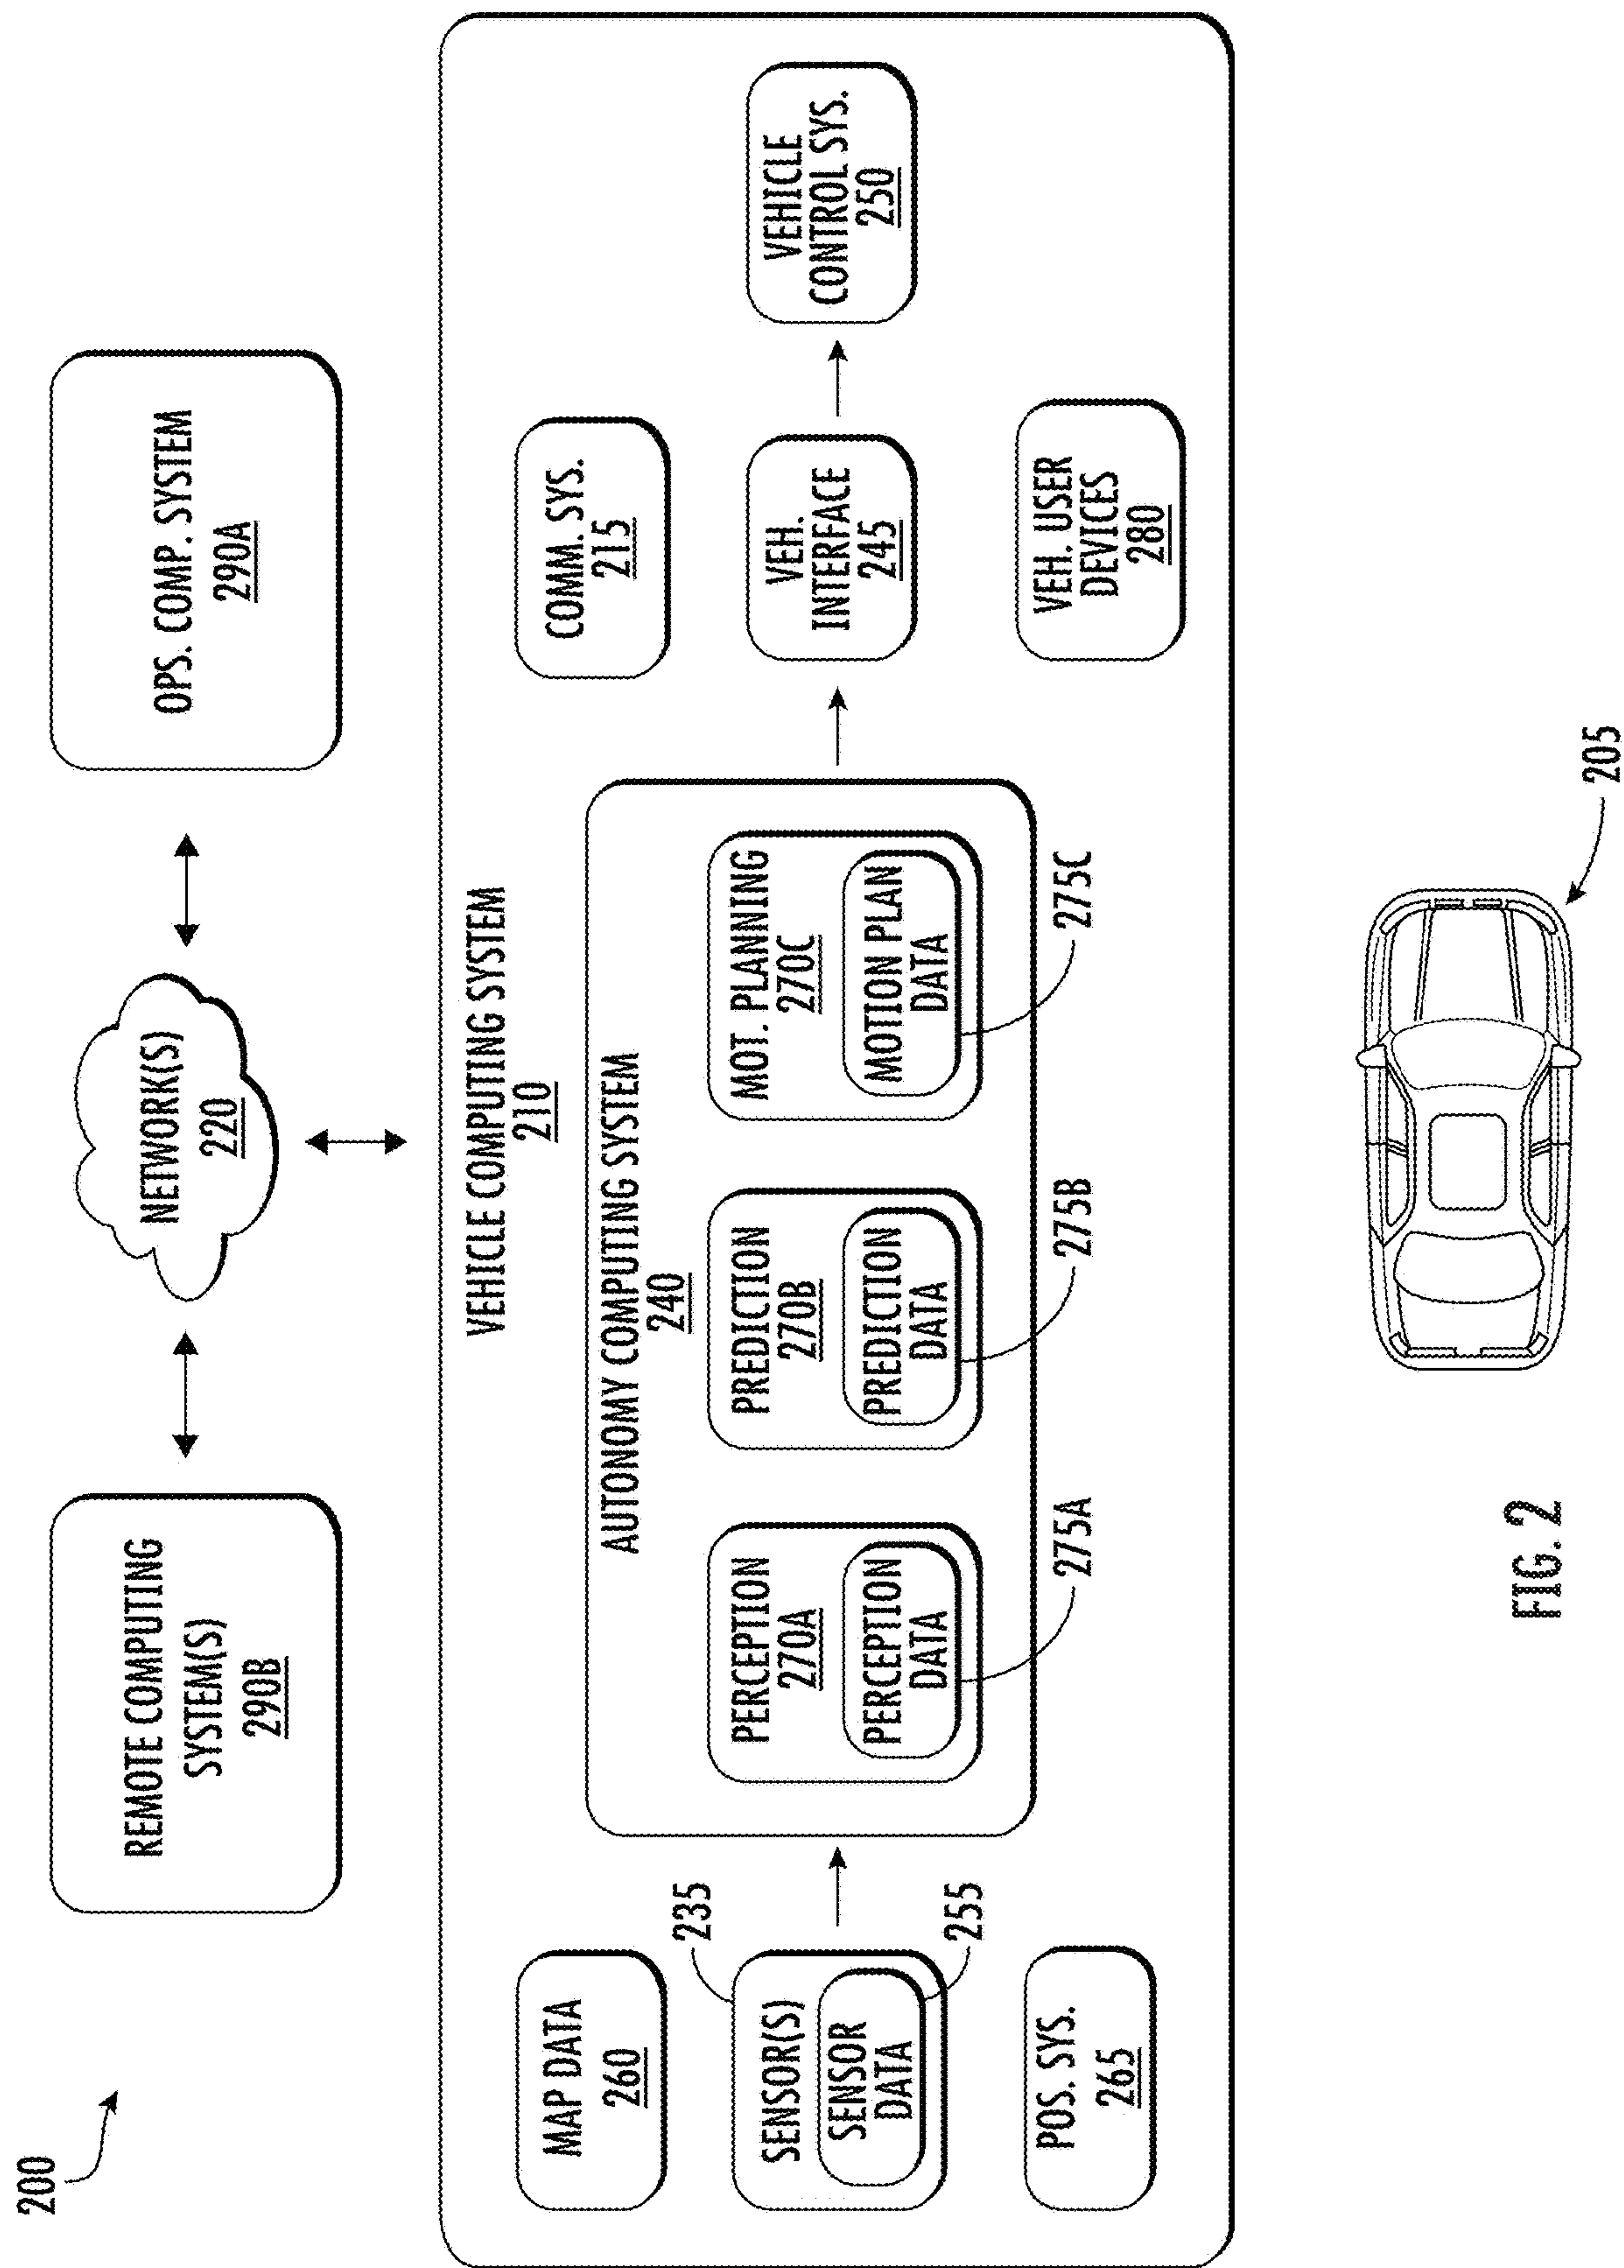 200
REMOTE COMPUTING
SYSTEM(S)
290B
NETWORK(S)
220
OPS. COMP. SYSTEM
290A
VEHICLE COMPUTING SYSTEM
210
MAP DATA
260
235
SENSOR(S)
SENSOR
DATA
255
POS. SYS.
265
AUTONOMY COMPUTING SYSTEM
240
PERCEPTION
270A
PERCEPTION
DATA
275A
PREDICTION
270B
PREDICTION
DATA
275B
MOT. PLANNING
270C
MOTION PLAN
DATA
275C
COMM. SYS.
215
VEH.
INTERFACE
245
VEH. USER
DEVICES
280
VEHICLE
CONTROL SYS.
250
FIG. 2
205